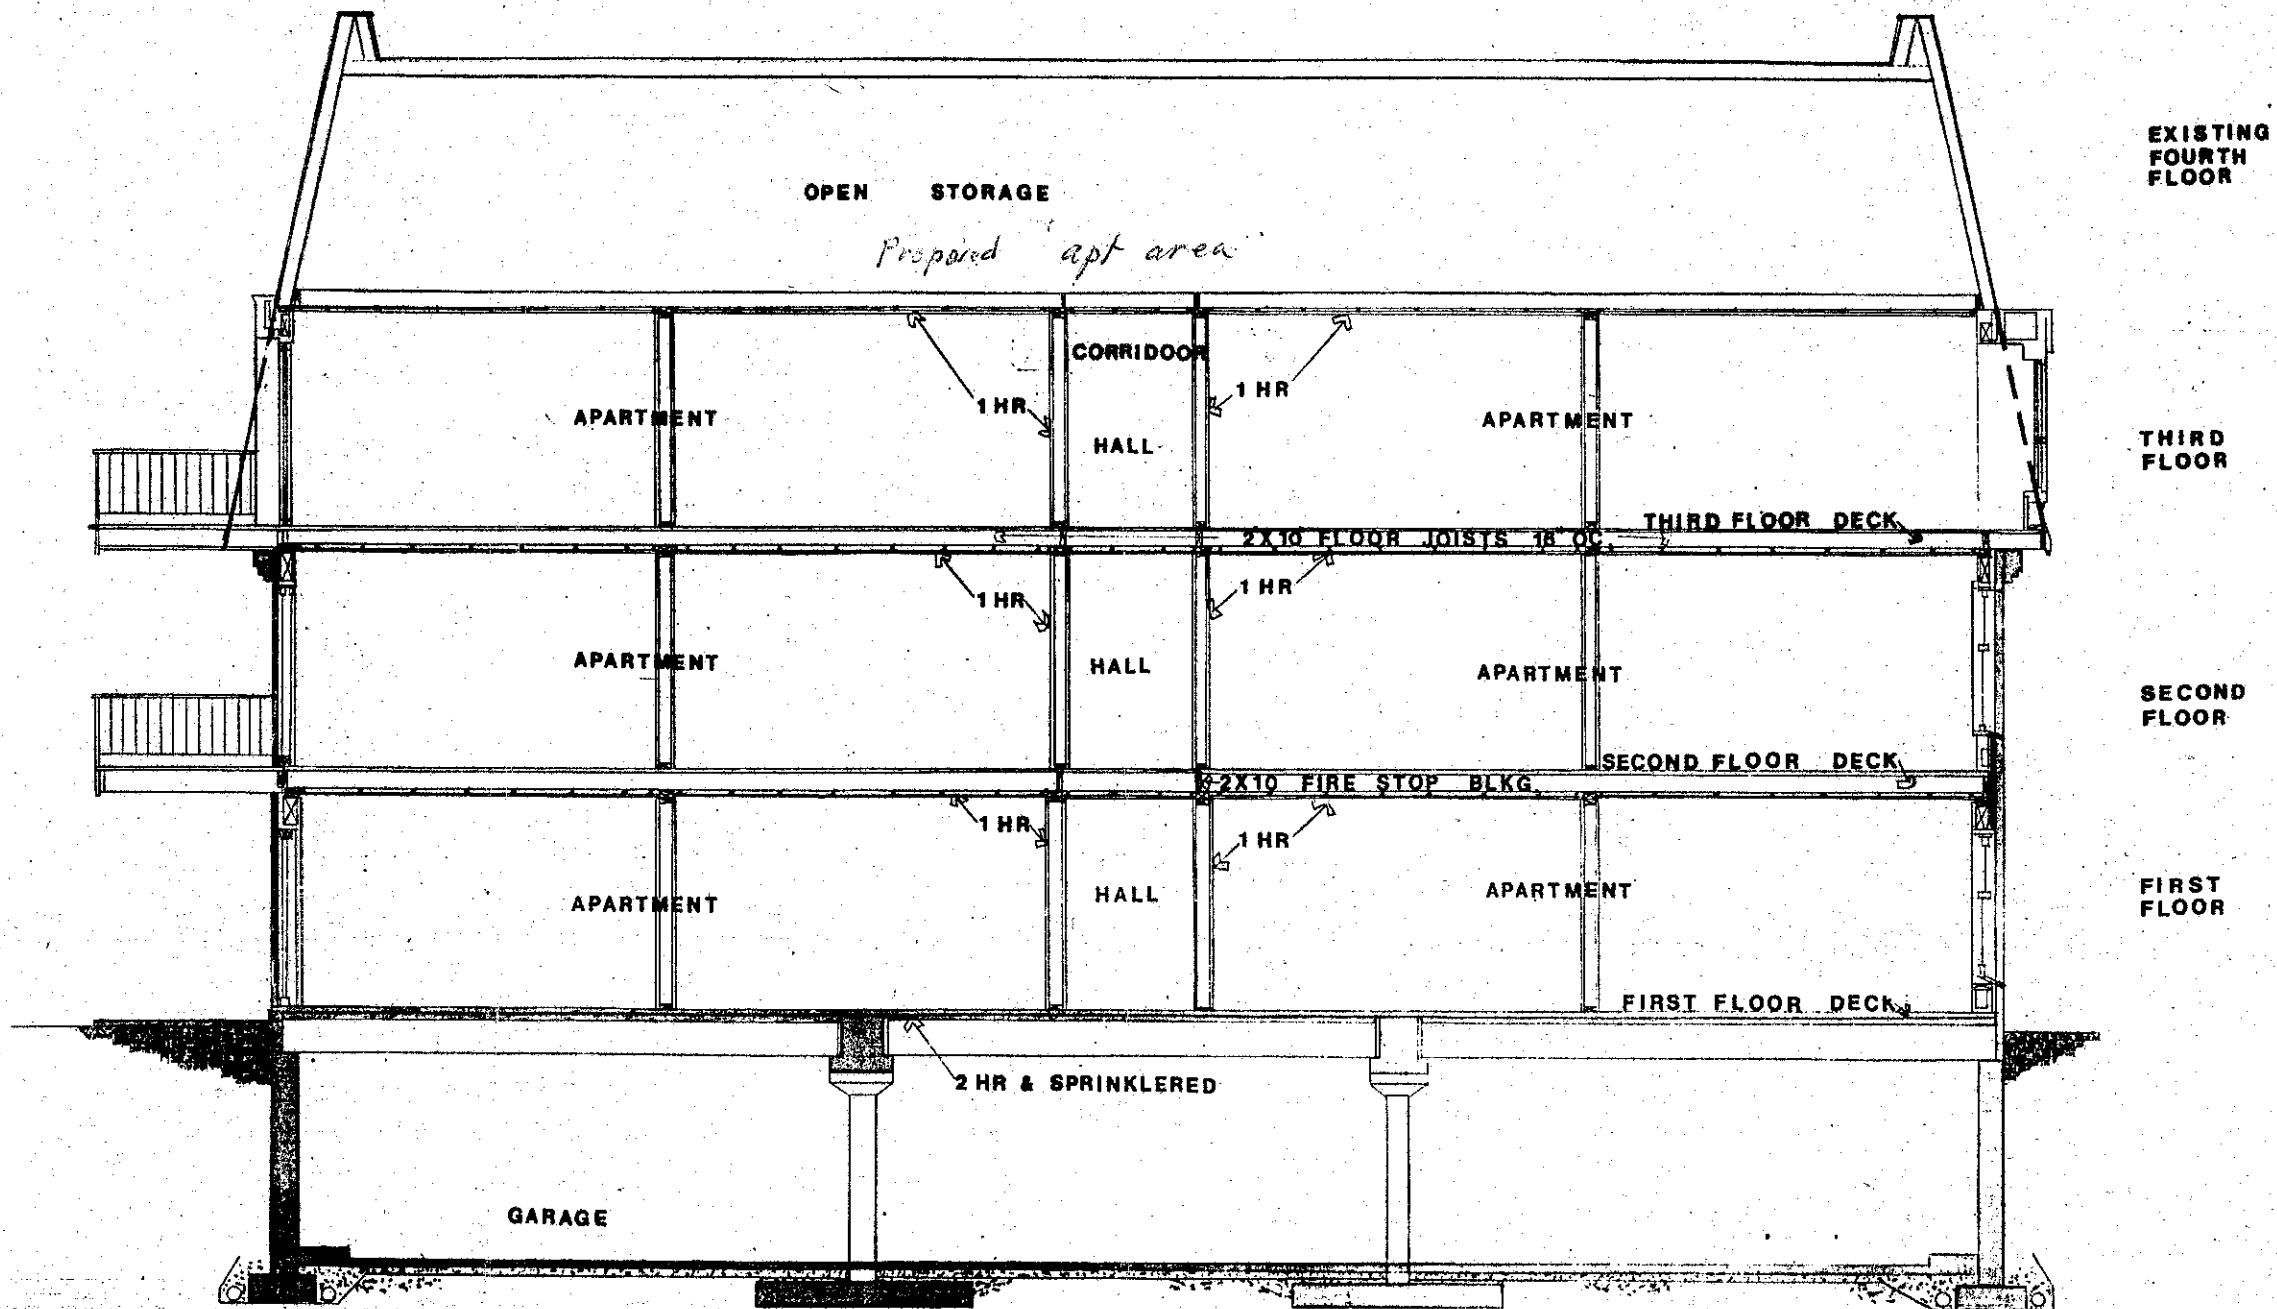 EXISTING
FOURTH
FLOOR
OPEN STORAGE
Proposed apt area
CORRIDOOR
1 HR
1 HR
APARTMENT
HALL
APARTMENT
THIRD
FLOOR
THIRD FLOOR DECK
2X10 FLOOR JOISTS 16" OC
1 HR
1 HR
APARTMENT
HALL
APARTMENT
SECOND
FLOOR
SECOND FLOOR DECK
2X10 FIRE STOP BLKG.
1 HR
1 HR
APARTMENT
HALL
APARTMENT
FIRST
FLOOR
FIRST FLOOR DECK
2 HR & SPRINKLERED
GARAGE